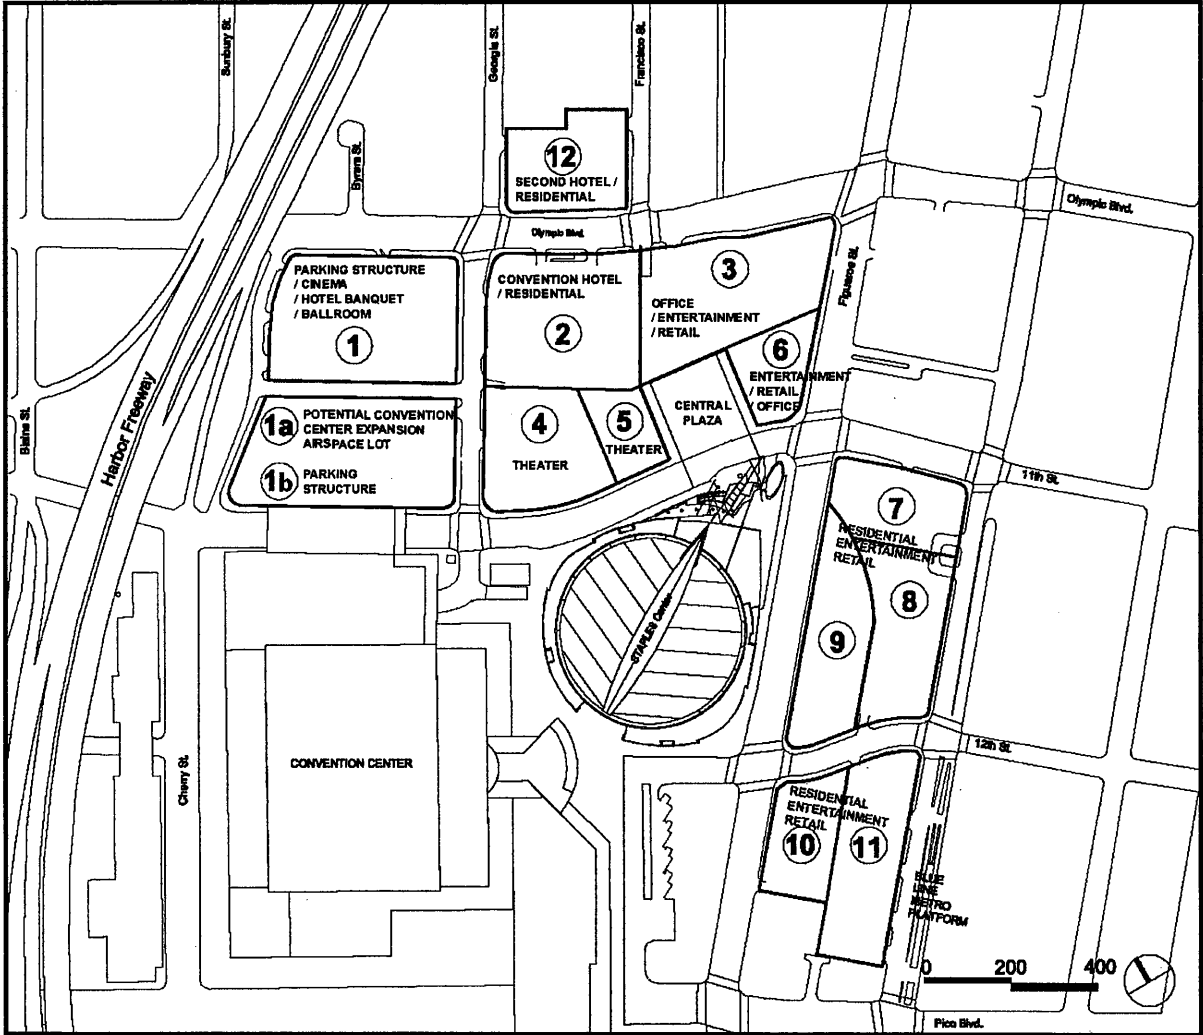 Sunbury St.
Georgia St.
Francisco St.
Byrara St.
12
SECOND HOTEL /
RESIDENTIAL
Olympic Blvd.
Olympic Blvd.
PARKING STRUCTURE
/ CINEMA
/ HOTEL BANQUET
/ BALLROOM
1
CONVENTION HOTEL
/ RESIDENTIAL
2
3
OFFICE
/ ENTERTAINMENT
/ RETAIL
Figueroa St.
6
ENTERTAINMENT
/ RETAIL
/ OFFICE
Harbor Freeway
Blaine St.
1a
POTENTIAL CONVENTION
CENTER EXPANSION
AIRSPACE LOT
1b
PARKING
STRUCTURE
4
THEATER
5
THEATER
CENTRAL
PLAZA
11th St.
7
RESIDENTIAL
ENTERTAINMENT
RETAIL
8
9
STAPLES Center
12th St.
Cherry St.
CONVENTION CENTER
RESIDENTIAL
ENTERTAINMENT
RETAIL
10
11
BLUE
LINE
METRO
PLATFORM
0 200 400
Pico Blvd.